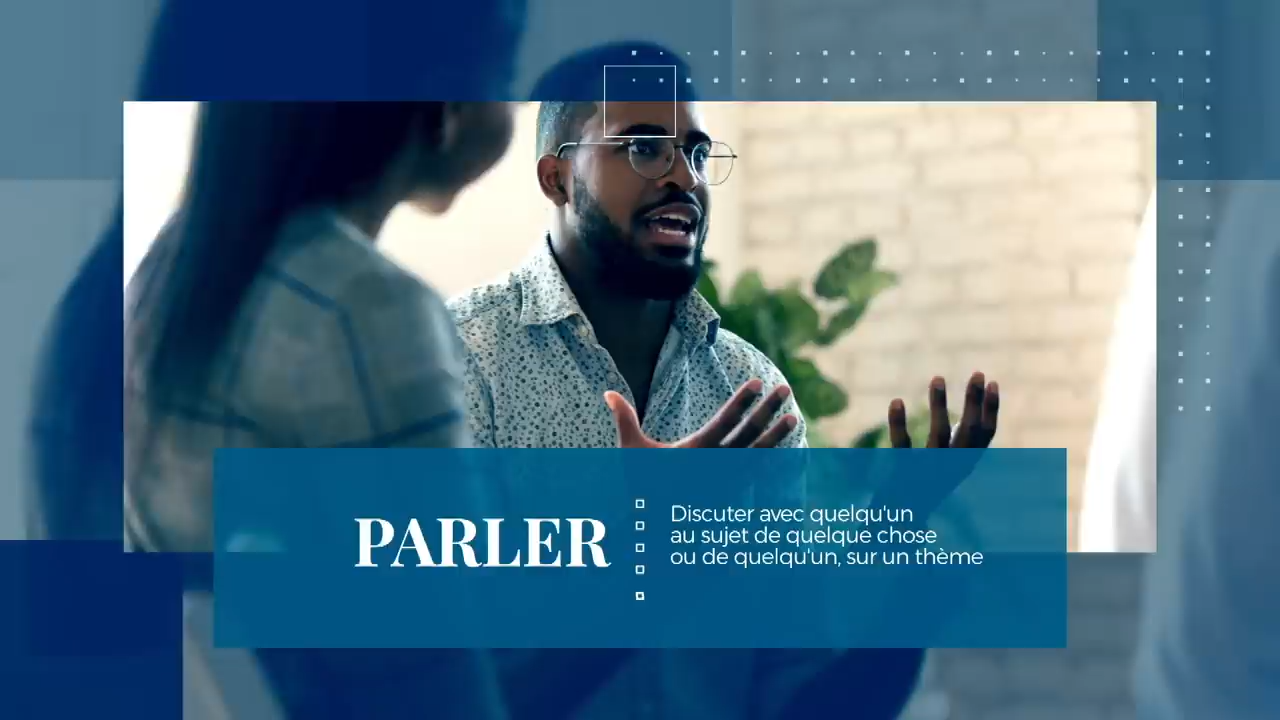 PARLER
Discuter avec quelqu'un
au sujet de quelque chose
ou de quelqu'un, sur un thème